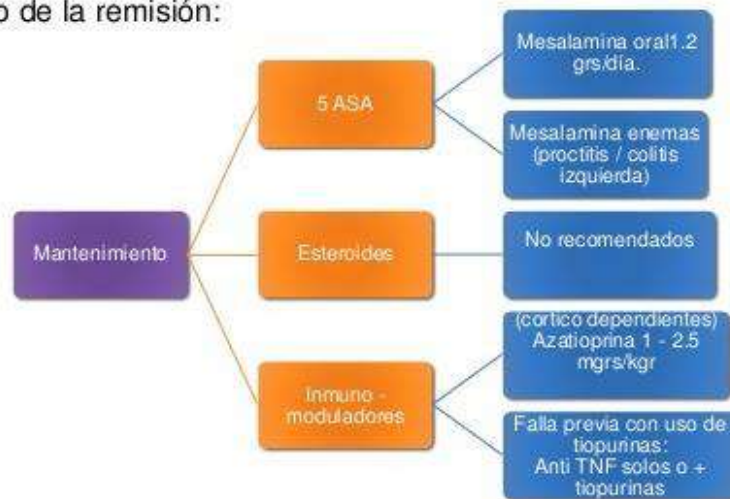 o de la remisión:
Mesalamina oral1.2
grs/día.
5 ASA
Mesalamina enemas
(proctitis / colitis
izquierda)
Mantenimiento
Esteroides
No recomendados
(cortico dependientes)
Azatioprina 1 - 2.5
mgrs/kgr
Inmuno -
moduladores
Falla previa con uso de
tiopurinas:
Anti TNF solos o +
tiopurinas